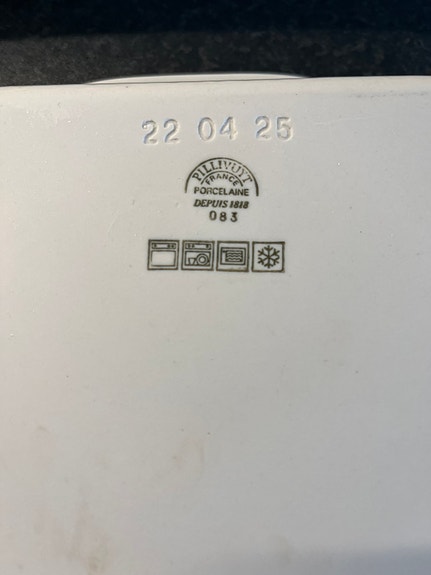 22 04 25
PILLIVUYT
FRANCE
PORCELAINE
DEPUIS 1818
083